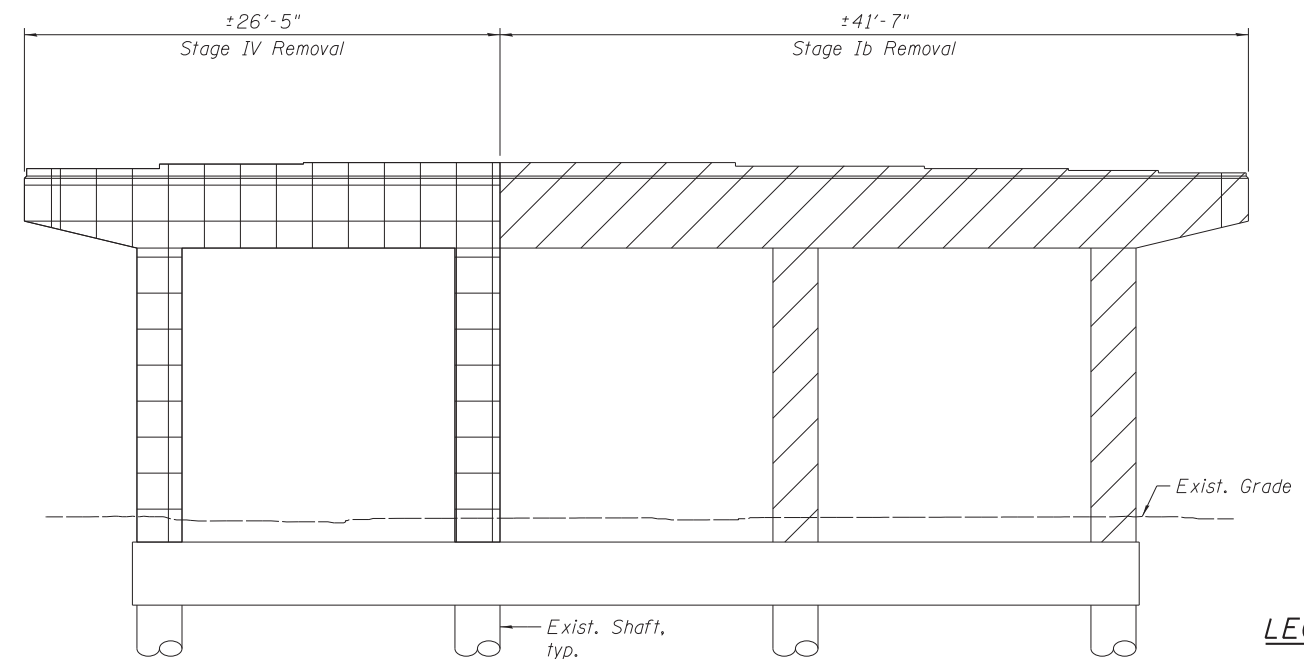 ±26'-5"
Stage IV Removal
±41'-7"
Stage Ib Removal
Exist. Grade
Exist. Shaft,
typ.